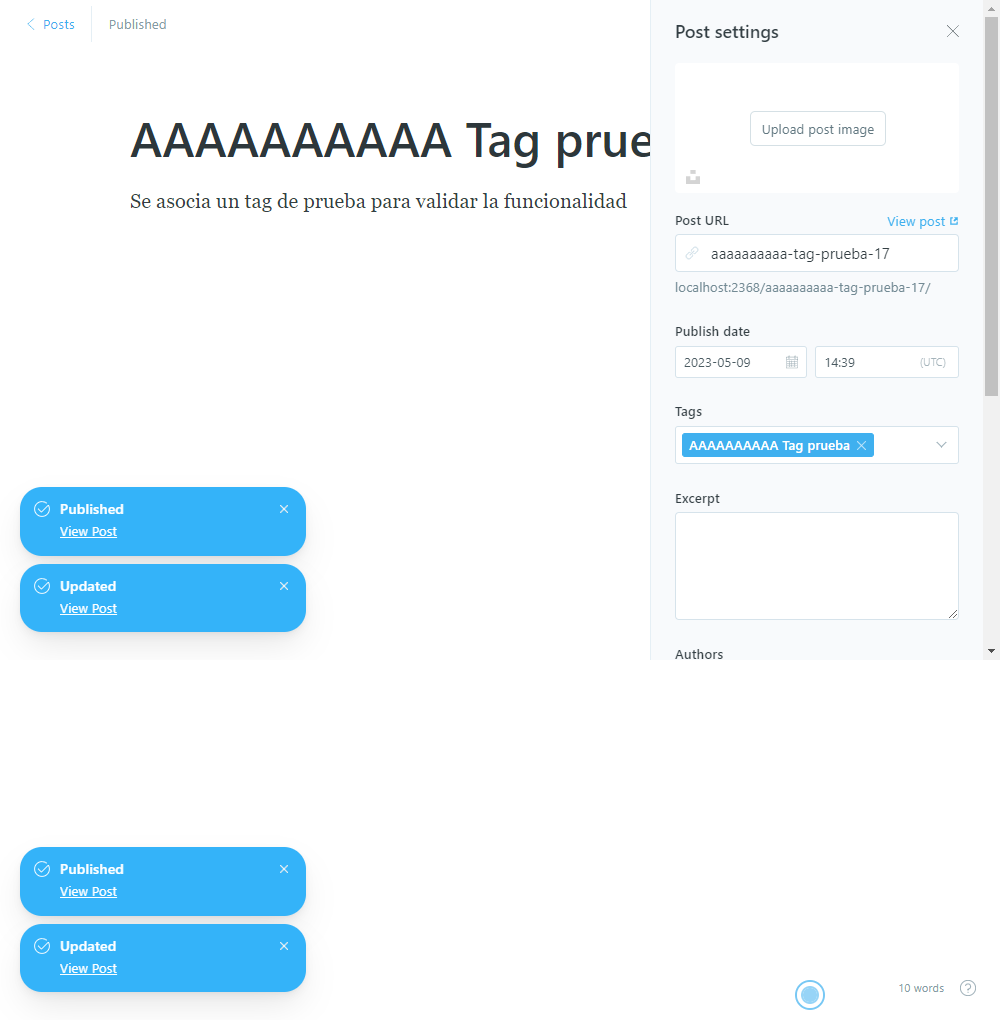 Posts
Published
AAAAAAAAAA Tag prue
Se asocia un tag de prueba para validar la funcionalidad
Post settings
Upload post image
Post URL
View post
aaaaaaaaaa-tag-prueba-17
localhost:2368/aaaaaaaaaa-tag-prueba-17/
Publish date
2023-05-09
14:39
(UTC)
Tags
AAAAAAAAAA Tag prueba
Excerpt
Authors
Published
View Post
Updated
View Post
Published
View Post
Updated
View Post
10 words
?